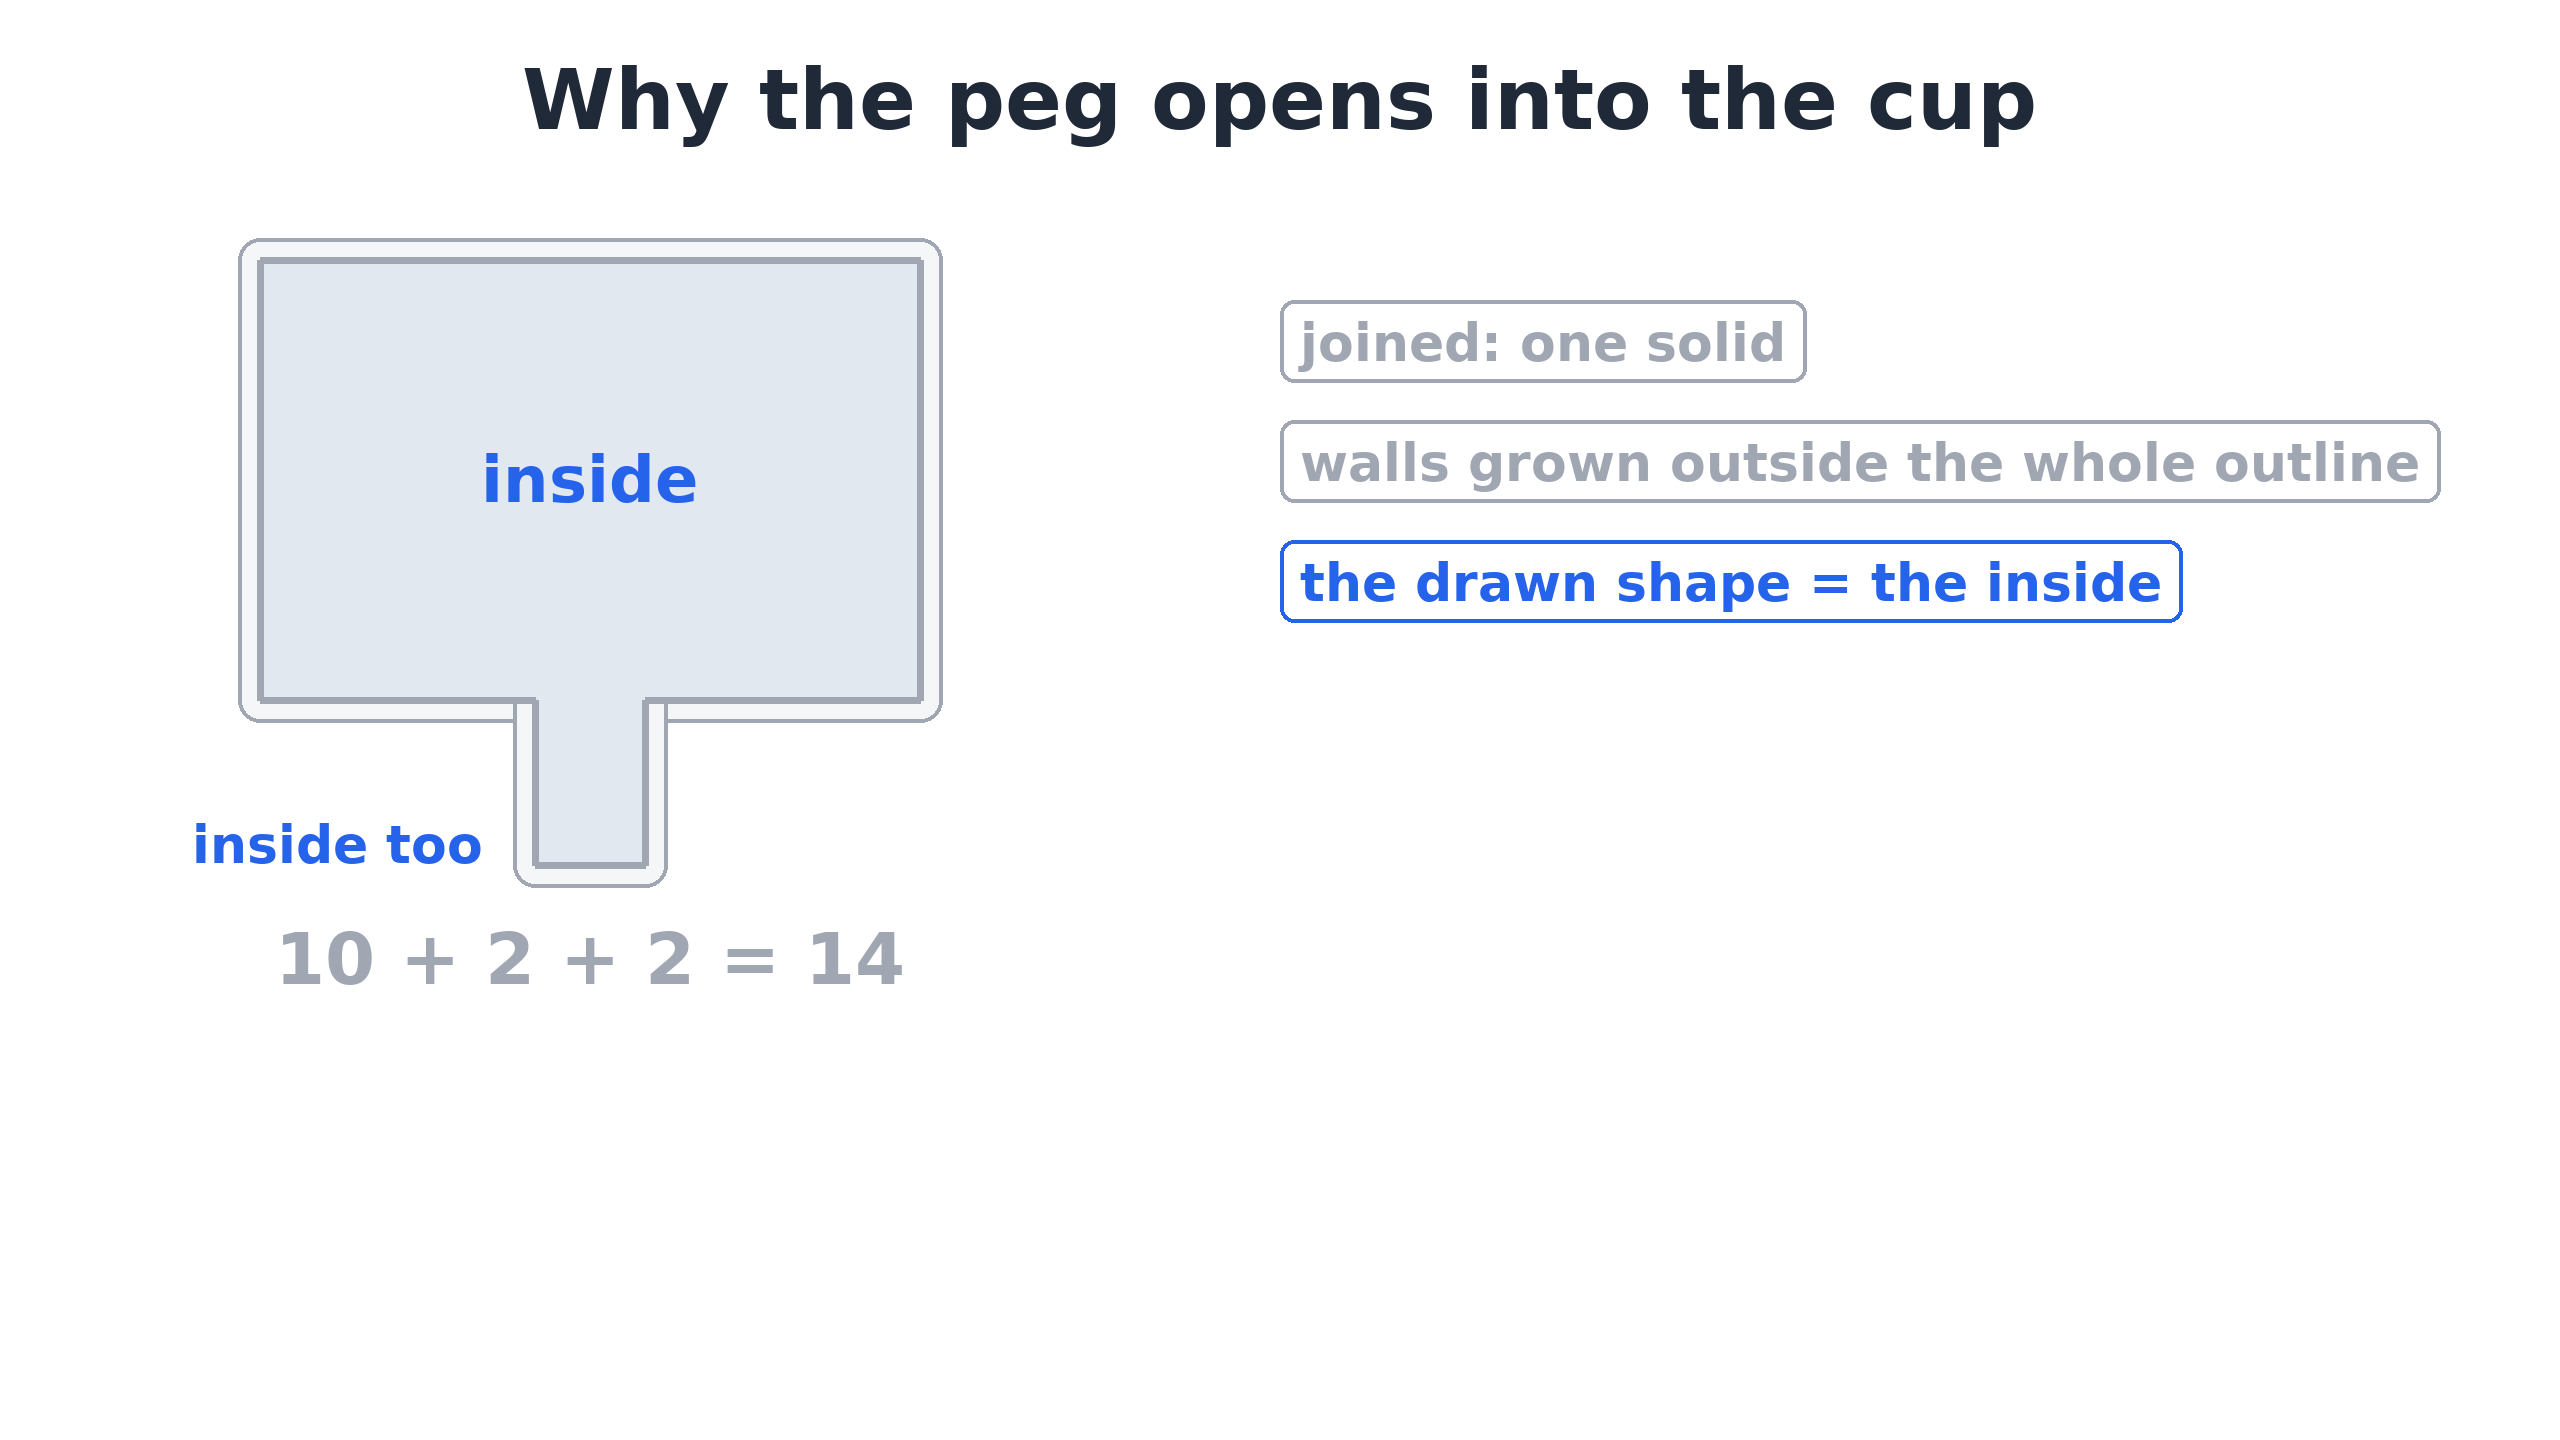 Why the peg opens into the cup
inside
inside too
10 + 2 + 2 = 14
joined: one solid
walls grown outside the whole outline
the drawn shape = the inside